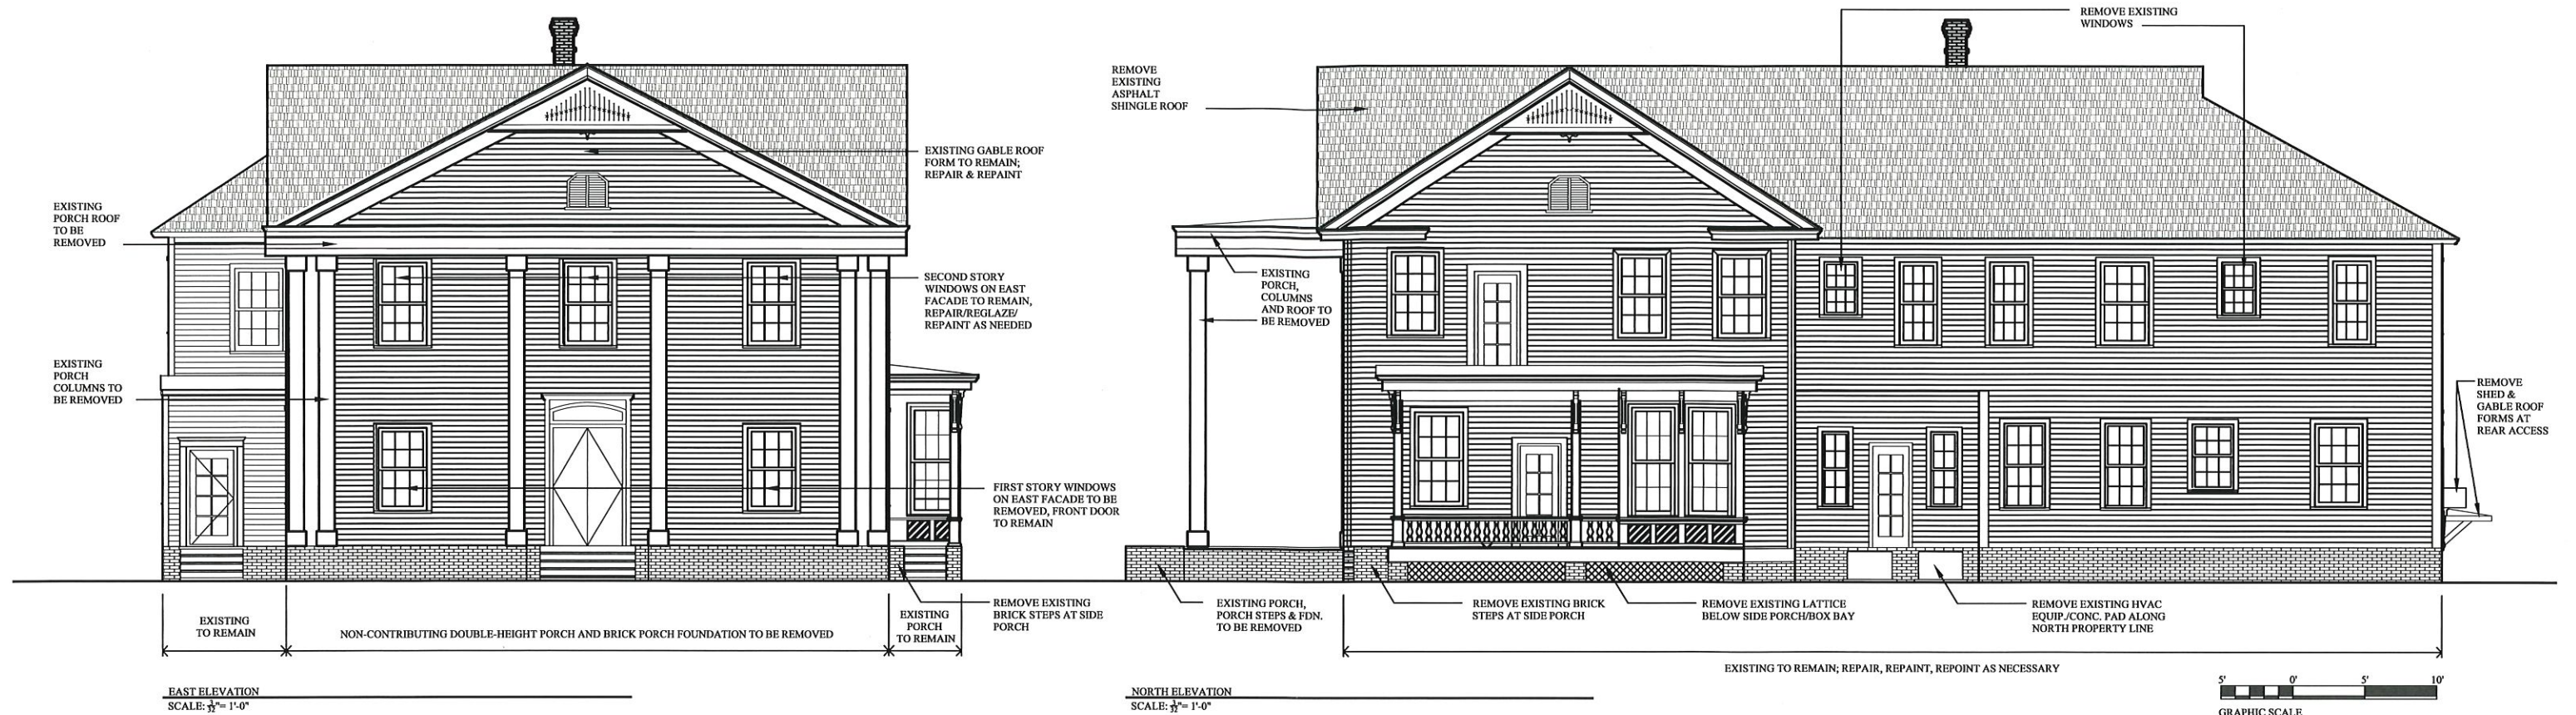 EXISTING
PORCH ROOF
TO BE
REMOVED
EXISTING
PORCH
COLUMNS TO
BE REMOVED
EXISTING GABLE ROOF
FORM TO REMAIN;
REPAIR & REPAINT
SECOND STORY
WINDOWS ON EAST
FACADE TO REMAIN,
REPAIR/REGLAZE/
REPAINT AS NEEDED
FIRST STORY WINDOWS
ON EAST FACADE TO BE
REMOVED, FRONT DOOR
TO REMAIN
EXISTING
TO REMAIN
NON-CONTRIBUTING DOUBLE-HEIGHT PORCH AND BRICK PORCH FOUNDATION TO BE REMOVED
EXISTING
PORCH
TO REMAIN
REMOVE EXISTING
BRICK STEPS AT SIDE
PORCH
EAST ELEVATION
SCALE: 3/32"= 1'-0"
REMOVE
EXISTING
ASPHALT
SHINGLE ROOF
REMOVE EXISTING
WINDOWS
EXISTING
PORCH,
COLUMNS
AND ROOF TO
BE REMOVED
REMOVE
SHED &
GABLE ROOF
FORMS AT
REAR ACCESS
EXISTING PORCH,
PORCH STEPS & FDN.
TO BE REMOVED
REMOVE EXISTING BRICK
STEPS AT SIDE PORCH
REMOVE EXISTING LATTICE
BELOW SIDE PORCH/BOX BAY
REMOVE EXISTING HVAC
EQUIP./CONC. PAD ALONG
NORTH PROPERTY LINE
EXISTING TO REMAIN; REPAIR, REPAINT, REPOINT AS NECESSARY
NORTH ELEVATION
SCALE: 3/32"= 1'-0"
5' 0' 5' 10'
GRAPHIC SCALE